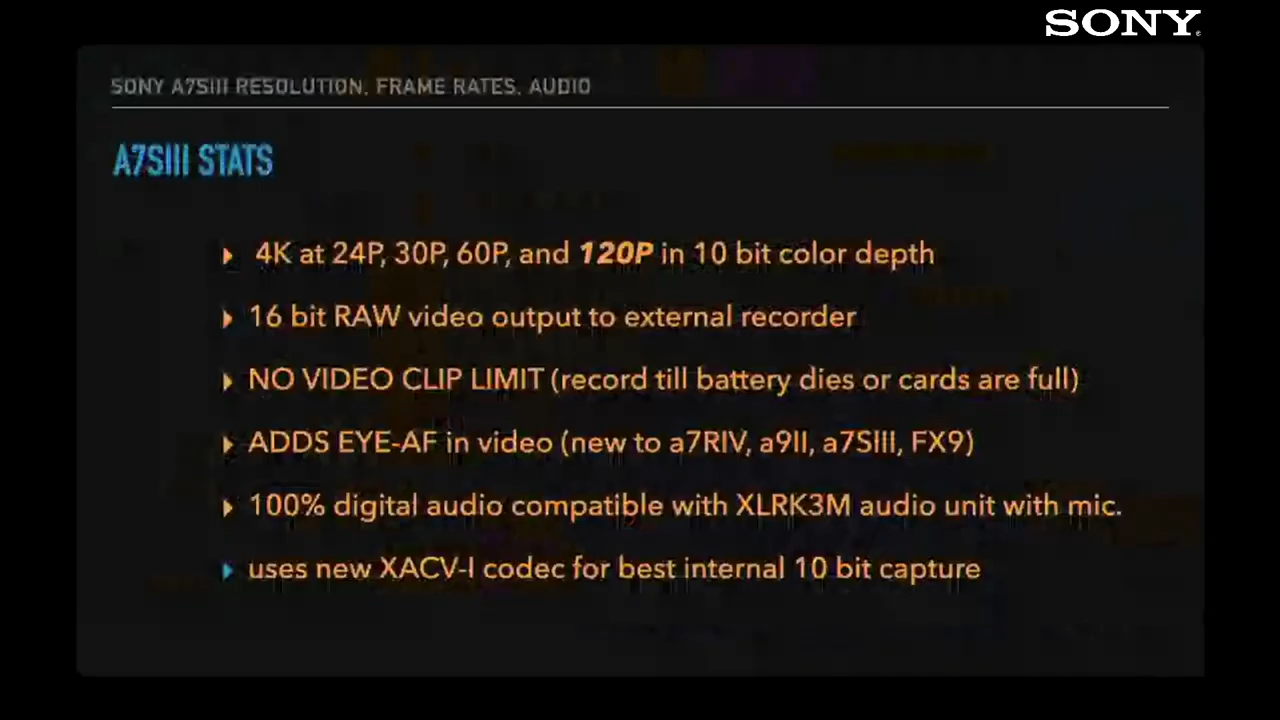 SONY
SONY A7SIII RESOLUTION, FRAME RATES, AUDIO
A7SIII STATS
4K at 24P, 30P, 60P, and 120P in 10 bit color depth
16 bit RAW video output to external recorder
NO VIDEO CLIP LIMIT (record till battery dies or cards are full)
ADDS EYE-AF in video (new to a7RIV, a9II, a7SIII, FX9)
100% digital audio compatible with XLRK3M audio unit with mic.
uses new XACV-I codec for best internal 10 bit capture